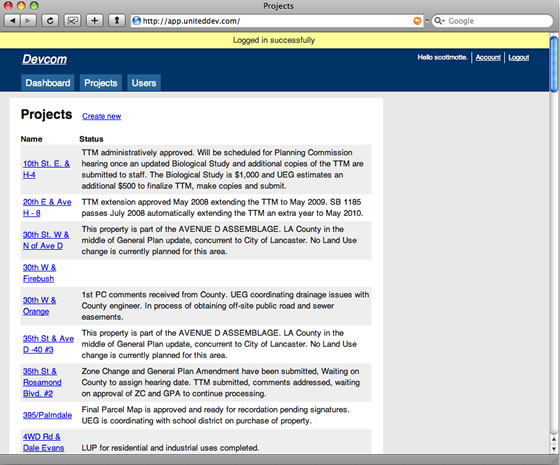 Projects
http://app.uniteddev.com/
Google
Logged in successfully
Devcom
Hello scottmotte. Account Logout
Dashboard Projects Users
Projects Create new
Name Status
10th St. E. &
H-4
TTM administratively approved. Will be scheduled for Planning Commission
hearing once an updated Biological Study and additional copies of the TTM are
submitted to staff. The Biological Study is $1,000 and UEG estimates an
additional $500 to finalize TTM, make copies and submit.
20th E & Ave
H - 8
TTM extension approved May 2008 extending the TTM to May 2009. SB 1185
passes July 2008 automatically extending the TTM an extra year to May 2010.
30th St. W &
N of Ave D
This property is part of the AVENUE D ASSEMBLAGE. LA County in the
middle of General Plan update, concurrent to City of Lancaster. No Land Use
change is currently planned for this area.
30th W &
Firebush
30th W &
Orange
1st PC comments received from County. UEG coordinating drainage issues with
County engineer. In process of obtaining off-site public road and sewer
easements.
35th St & Ave
D -40 #3
This property is part of the AVENUE D ASSEMBLAGE. LA County in the
middle of General Plan update, concurrent to City of Lancaster. No Land Use
change is currently planned for this area.
35th St &
Rosamond
Blvd. #2
Zone Change and General Plan Amendment have been submitted, Waiting on
County to assign hearing date. TTM submitted, comments addressed, waiting
on approval of ZC and GPA to continue processing.
395/Palmdale
Final Parcel Map is approved and ready for recordation pending signatures.
UEG is coordinating with school district on purchase of property.
4WD Rd &
Dale Evans
LUP for residential and industrial uses completed.